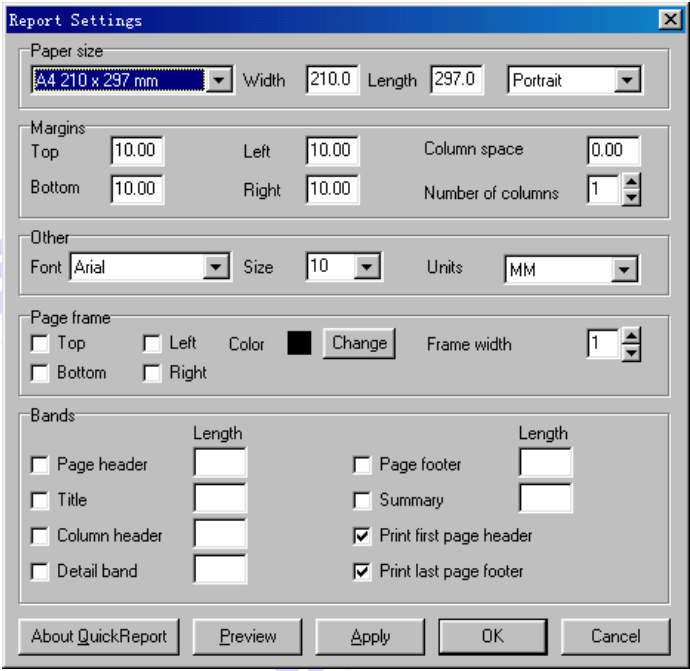 Report Settings
Paper size
A4 210 x 297 mm Width 210.0 Length 297.0 Portrait
Margins
Top 10.00 Left 10.00 Column space 0.00
Bottom 10.00 Right 10.00 Number of columns 1
Other
Font Arial Size 10 Units MM
Page frame
Top Left Color Change Frame width 1
Bottom Right
Bands
Length Length
Page header Page footer
Title Summary
Column header Print first page header
Detail band Print last page footer
About QuickReport Preview Apply OK Cancel